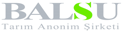 BALSU
Tarım Anonim Şirketi